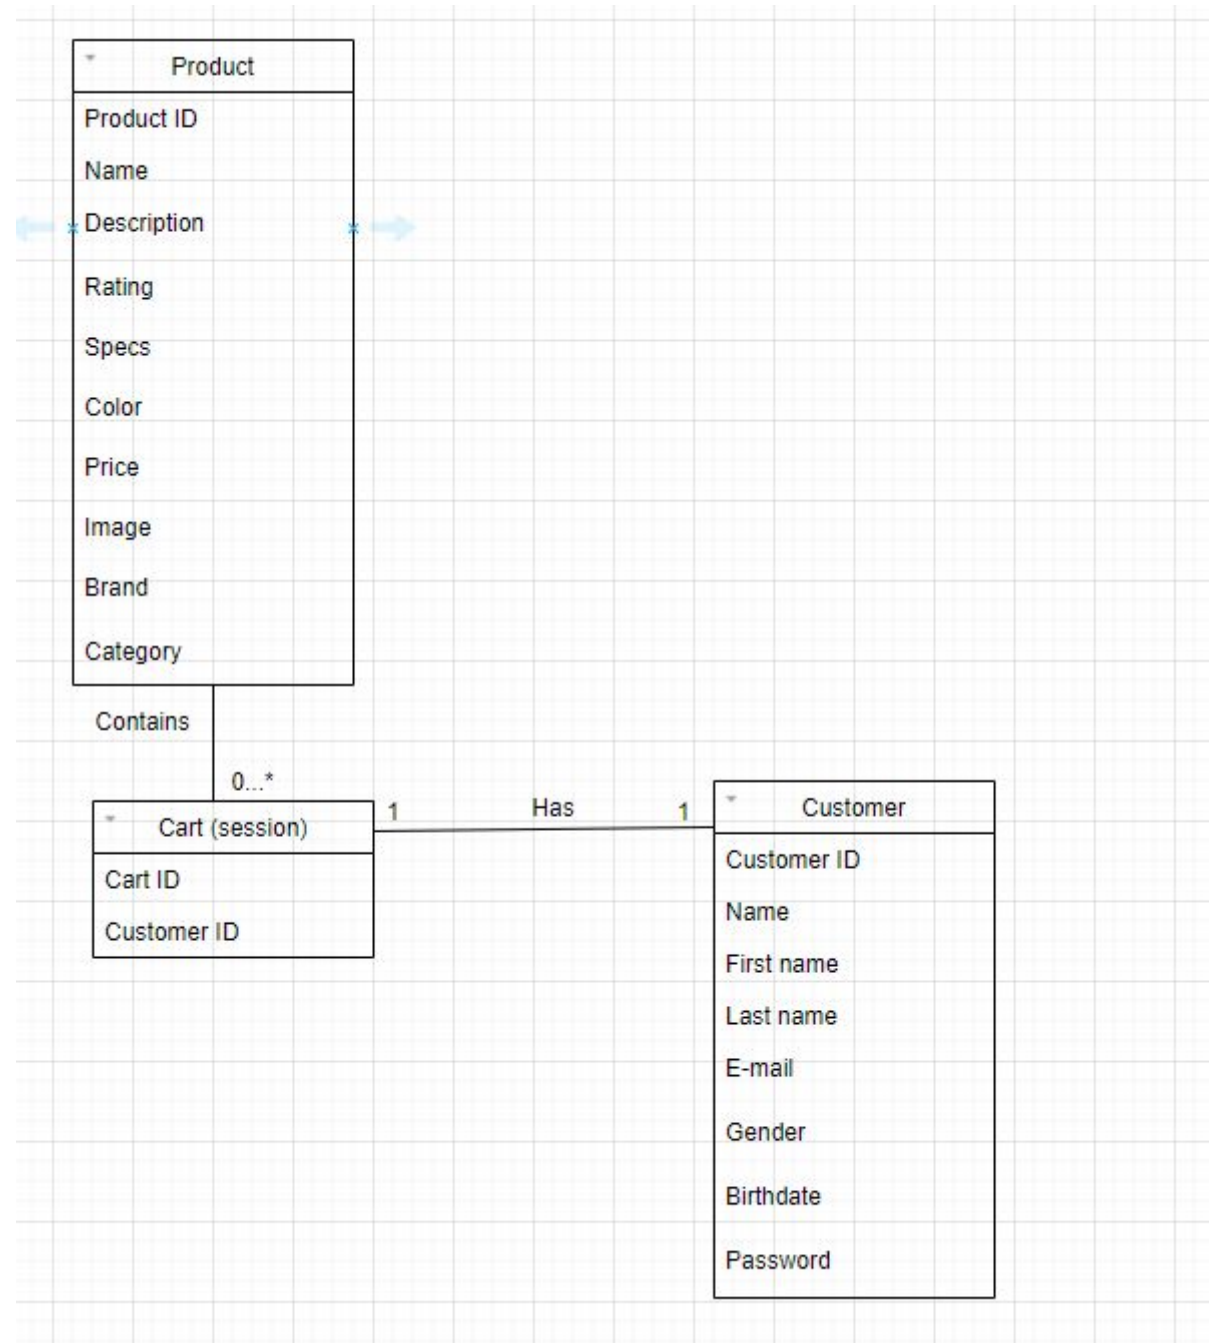 Product
Product ID
Name
Description
Rating
Specs
Color
Price
Image
Brand
Category
Contains
0...*
Cart (session)
Cart ID
Customer ID
1
Has
1
Customer
Customer ID
Name
First name
Last name
E-mail
Gender
Birthdate
Password